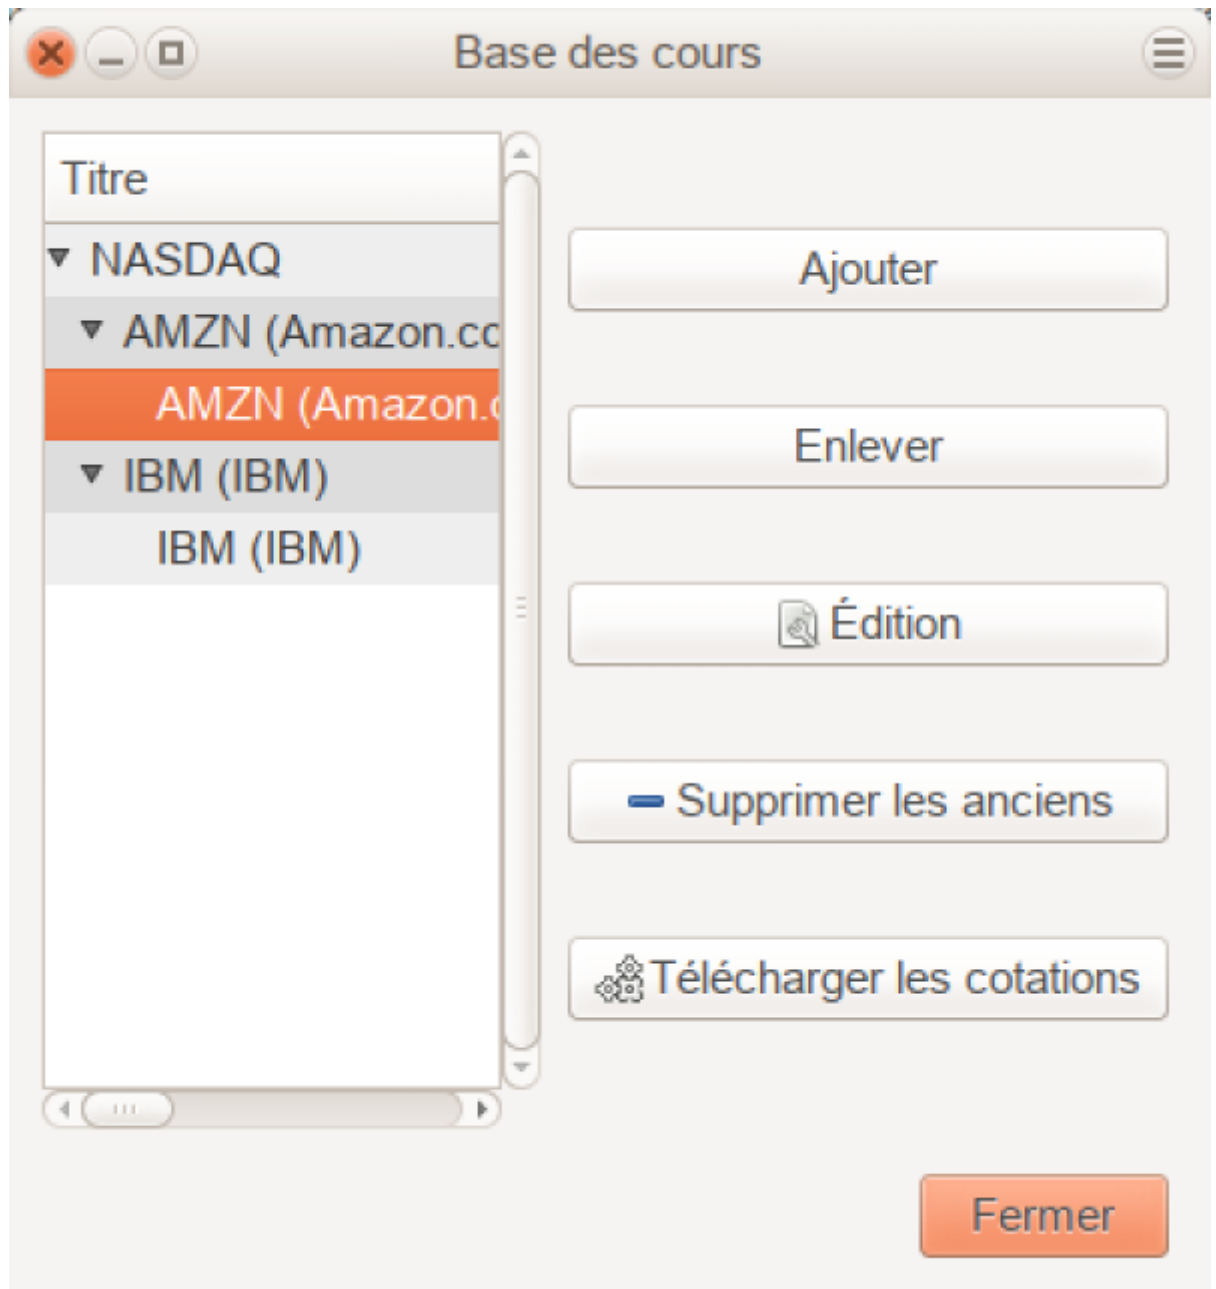 Base des cours
Titre
NASDAQ
AMZN (Amazon.co
AMZN (Amazon.
IBM (IBM)
IBM (IBM)
Ajouter
Enlever
Édition
Supprimer les anciens
Télécharger les cotations
Fermer